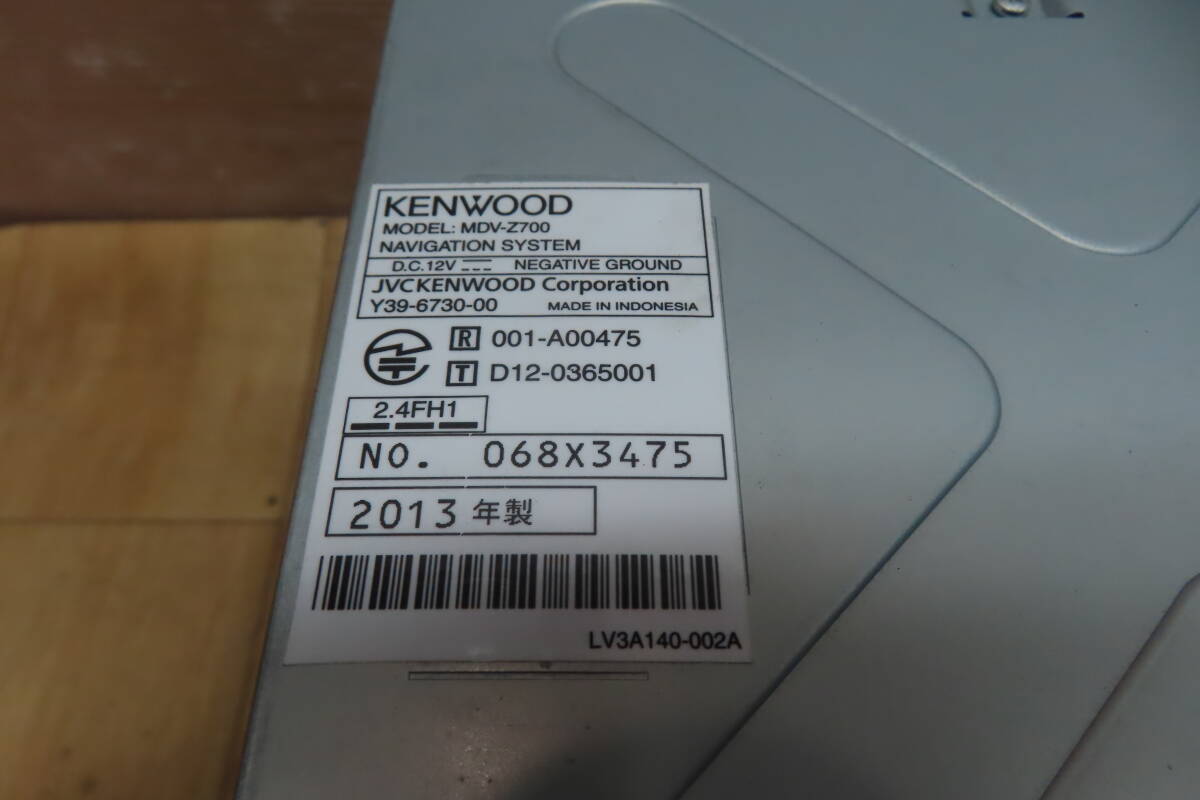 KENWOOD
MODEL: MDV-Z700
NAVIGATION SYSTEM
D.C.12V NEGATIVE GROUND
JVCKENWOOD Corporation
Y39-6730-00 MADE IN INDONESIA
R 001-A00475
T D12-0365001
2.4FH1
NO. 068X3475
2013 年製
LV3A140-002A